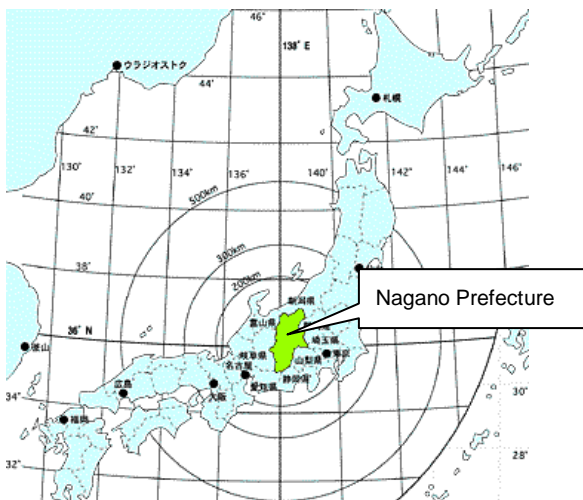 46°
138° E
ウラジオストク
44°
札幌
42°
130°
132°
134°
136°
140°
142°
144°
146°
40°
500km
38°
300km
200km
新潟県
Nagano Prefecture
富山県
36° N
埼玉県
釜山
岐阜県
山梨県
東京
名古屋
静岡県
愛知県
広島
大阪
30°
34°
福岡
28°
32°